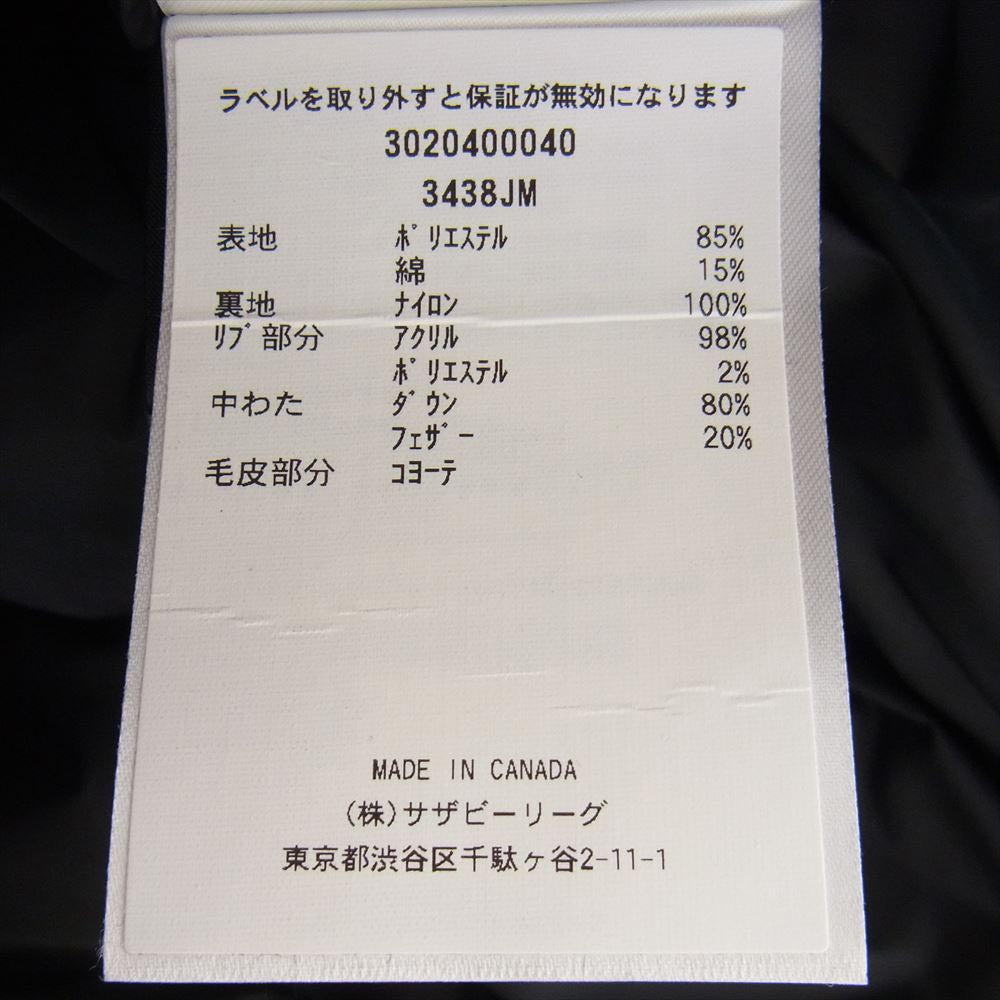 ラベルを取り外すと保証が無効になります
3020400040
3438JM
表地 ﾎﾟﾘｴｽﾃﾙ 85%
綿 15%
裏地 ﾅｲﾛﾝ 100%
ﾘﾌﾞ部分 ｱｸﾘﾙ 98%
ﾎﾟﾘｴｽﾃﾙ 2%
中わた ﾀﾞｳﾝ 80%
ﾌｪｻﾞｰ 20%
毛皮部分 ｺﾖｰﾃ
MADE IN CANADA
(株)サザビーリーグ
東京都渋谷区千駄ヶ谷2-11-1